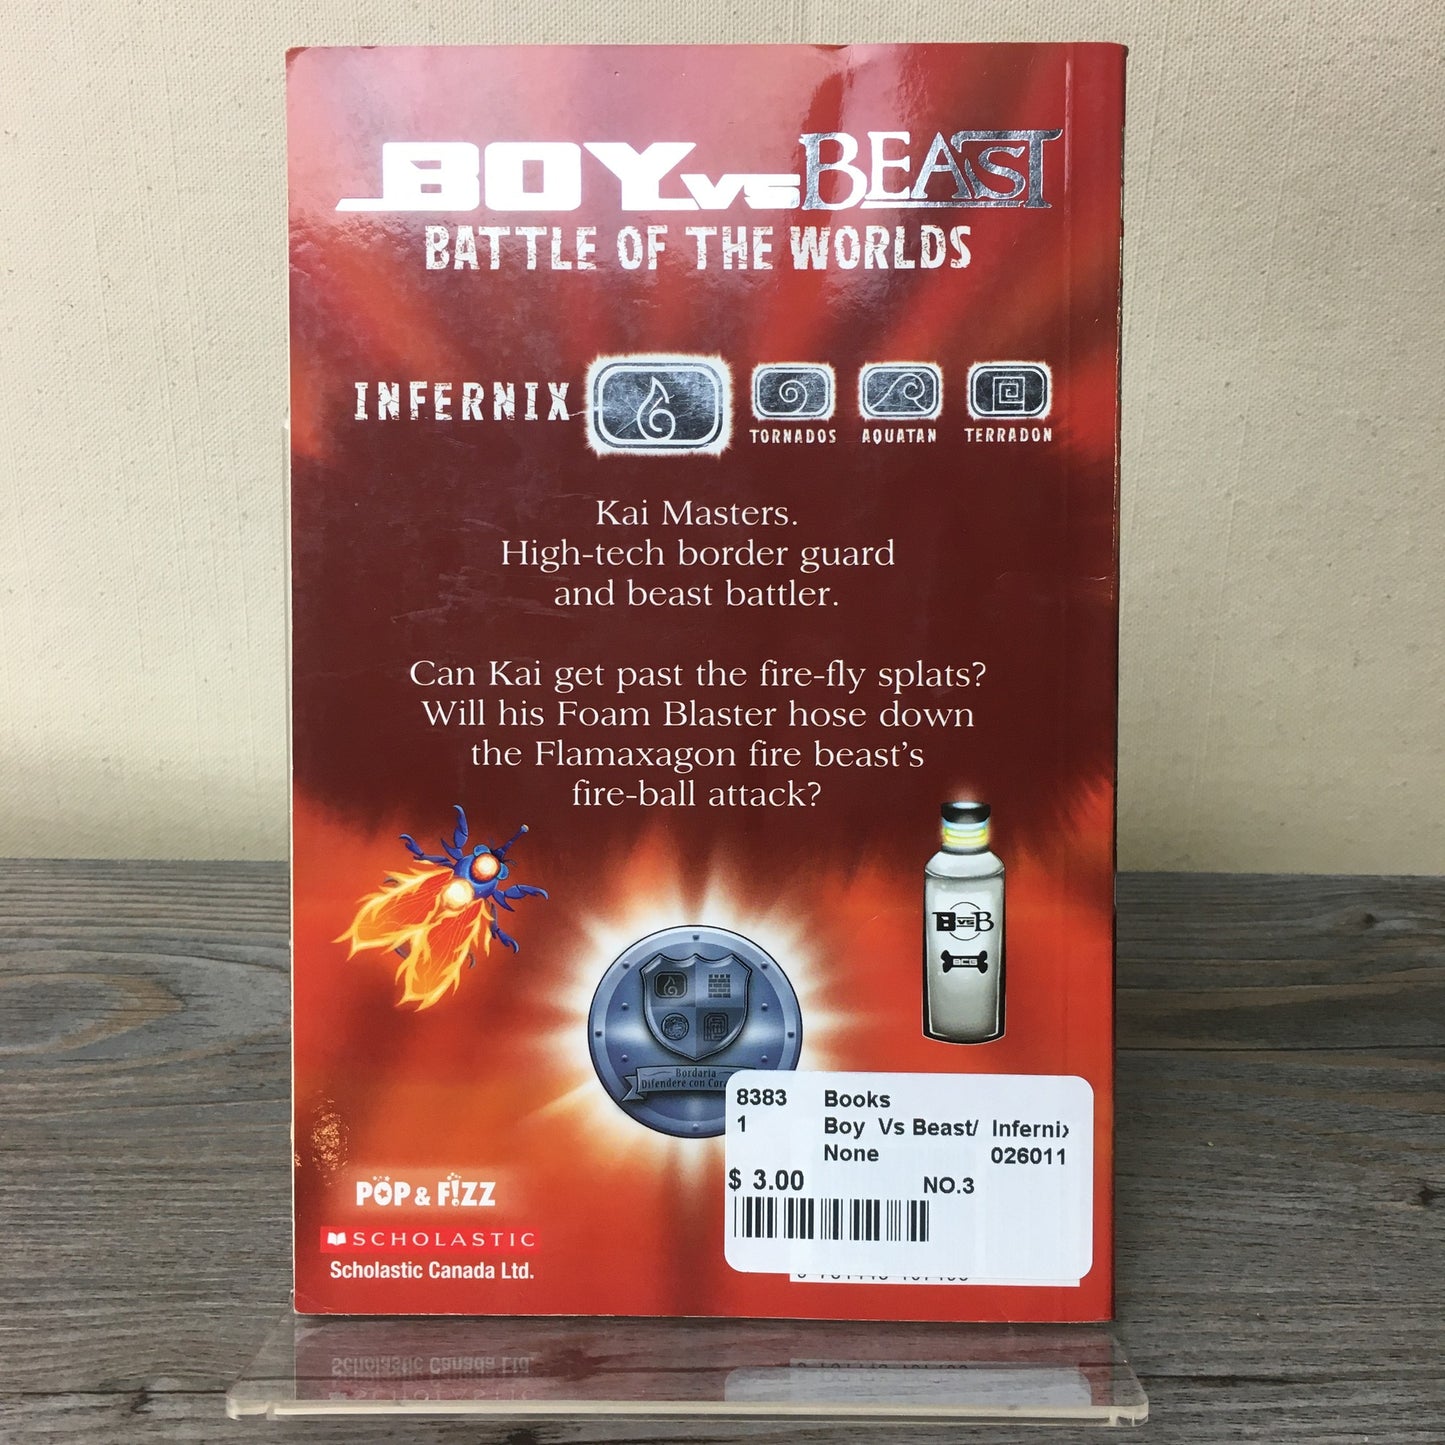 BOY VS BEAST
BATTLE OF THE WORLDS
INFERNIX
TORNADOS AQUATAN TERRADON
Kai Masters.
High-tech border guard
and beast battler.
Can Kai get past the fire-fly splats?
Will his Foam Blaster hose down
the Flamaxagon fire beast's
fire-ball attack?
BVSB
BCG
Bordaria
Difendere con
8383 Books
1 Boy Vs Beast/ Infernix
None 026011
$ 3.00 NO.3
POP & FIZZ
SCHOLASTIC
Scholastic Canada Ltd.